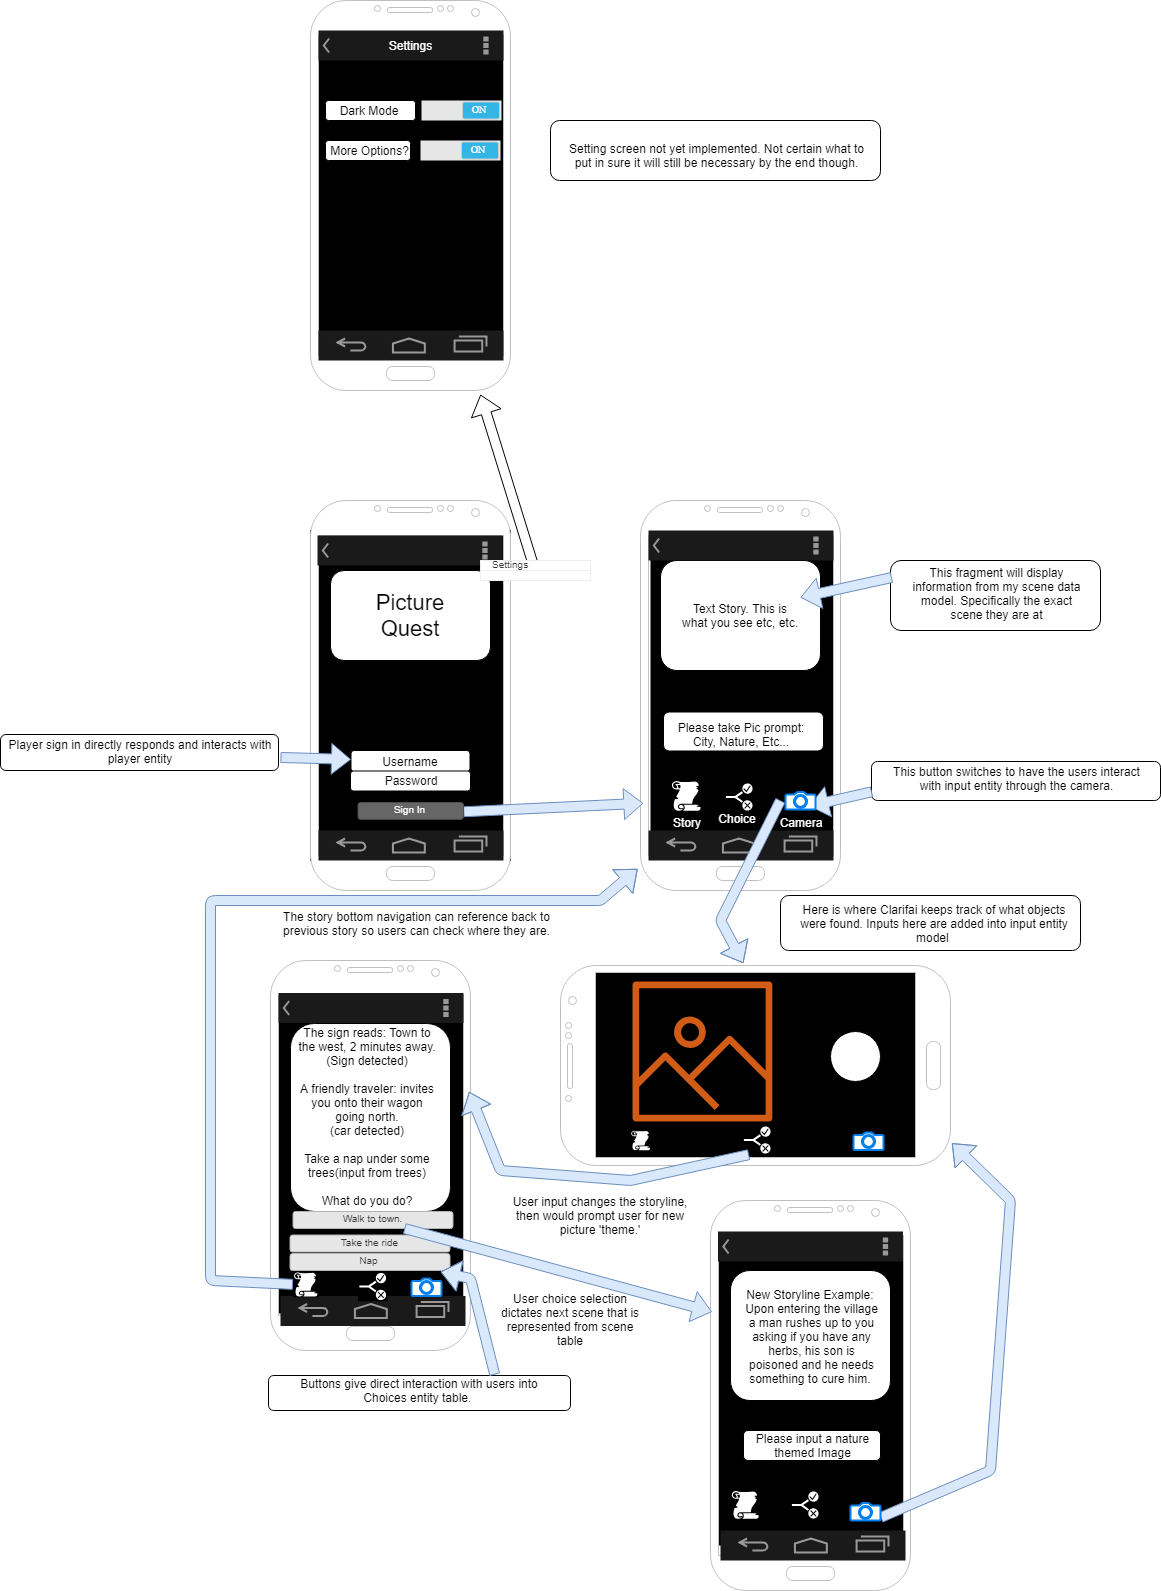 Settings
Dark Mode
ON
More Options?
ON
Setting screen not yet implemented. Not certain what to
put in sure it will still be necessary by the end though.
Settings
Picture
Quest
Username
Password
Sign In
Player sign in directly responds and interacts with
player entity
Text Story. This is
what you see etc, etc.
Please take Pic prompt:
City, Nature, Etc...
Story
Choice
Camera
This fragment will display
information from my scene data
model. Specifically the exact
scene they are at
This button switches to have the users interact
with input entity through the camera.
The story bottom navigation can reference back to
previous story so users can check where they are.
Here is where Clarifai keeps track of what objects
were found. Inputs here are added into input entity
model
The sign reads: Town to
the west, 2 minutes away.
(Sign detected)
A friendly traveler: invites
you onto their wagon
going north.
(car detected)
Take a nap under some
trees(input from trees)
What do you do?
Walk to town.
Take the ride
Nap
User input changes the storyline,
then would prompt user for new
picture 'theme.'
User choice selection
dictates next scene that is
represented from scene
table
Buttons give direct interaction with users into
Choices entity table.
New Storyline Example:
Upon entering the village
a man rushes up to you
asking if you have any
herbs, his son is
poisoned and he needs
something to cure him.
Please input a nature
themed Image